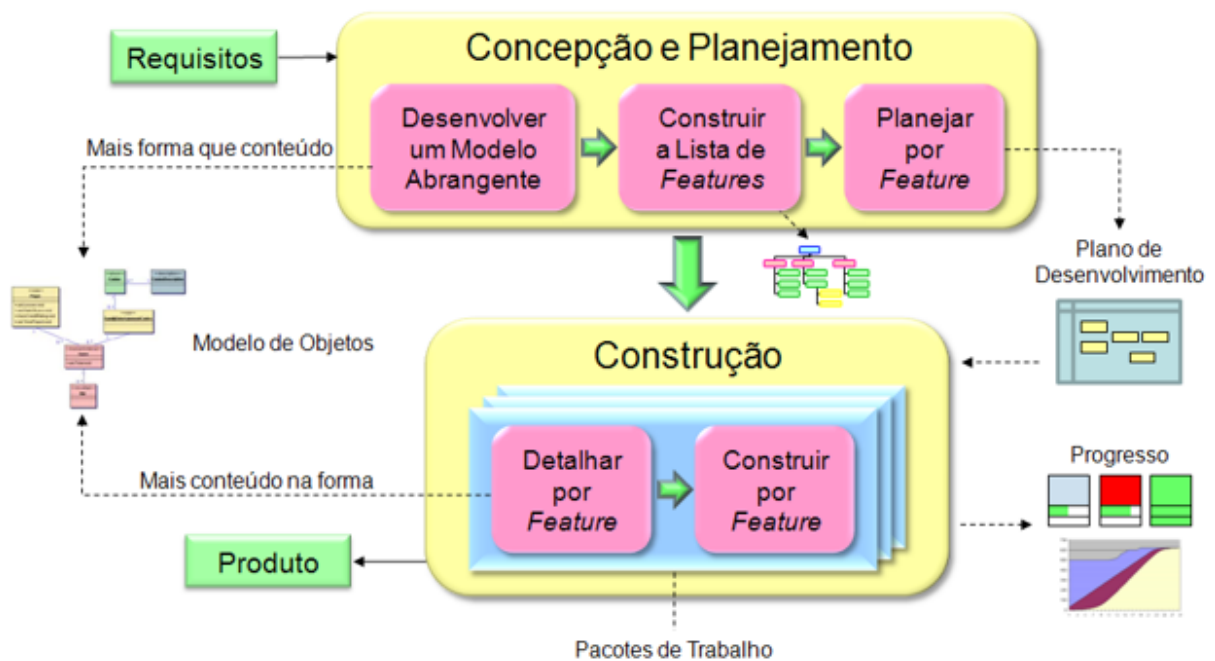 Concepção e Planejamento
Requisitos
Desenvolver
um Modelo
Abrangente
Construir
a Lista de
Features
Planejar
por
Feature
Mais forma que conteúdo
Plano de
Desenvolvimento
Modelo de Objetos
Construção
Detalhar
por
Feature
Construir
por
Feature
Mais conteúdo na forma
Progresso
Produto
Pacotes de Trabalho